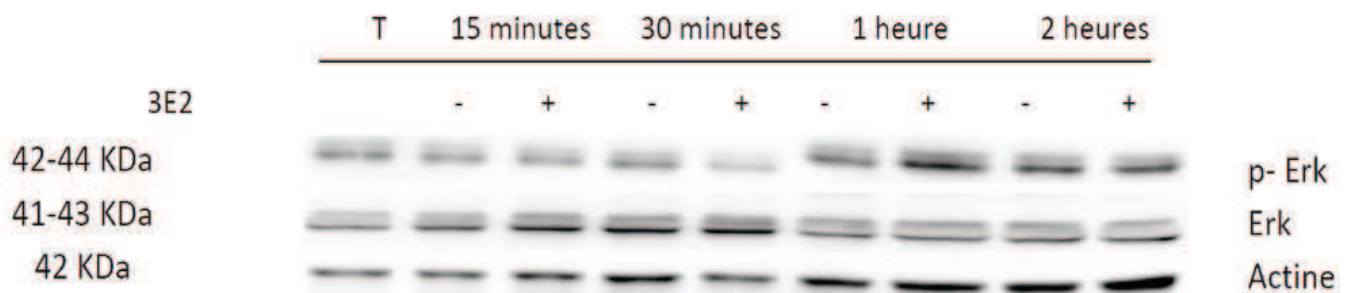 T 15 minutes 30 minutes 1 heure 2 heures
3E2 - + - + - + - +
42-44 KDa p- Erk
41-43 KDa Erk
42 KDa Actine